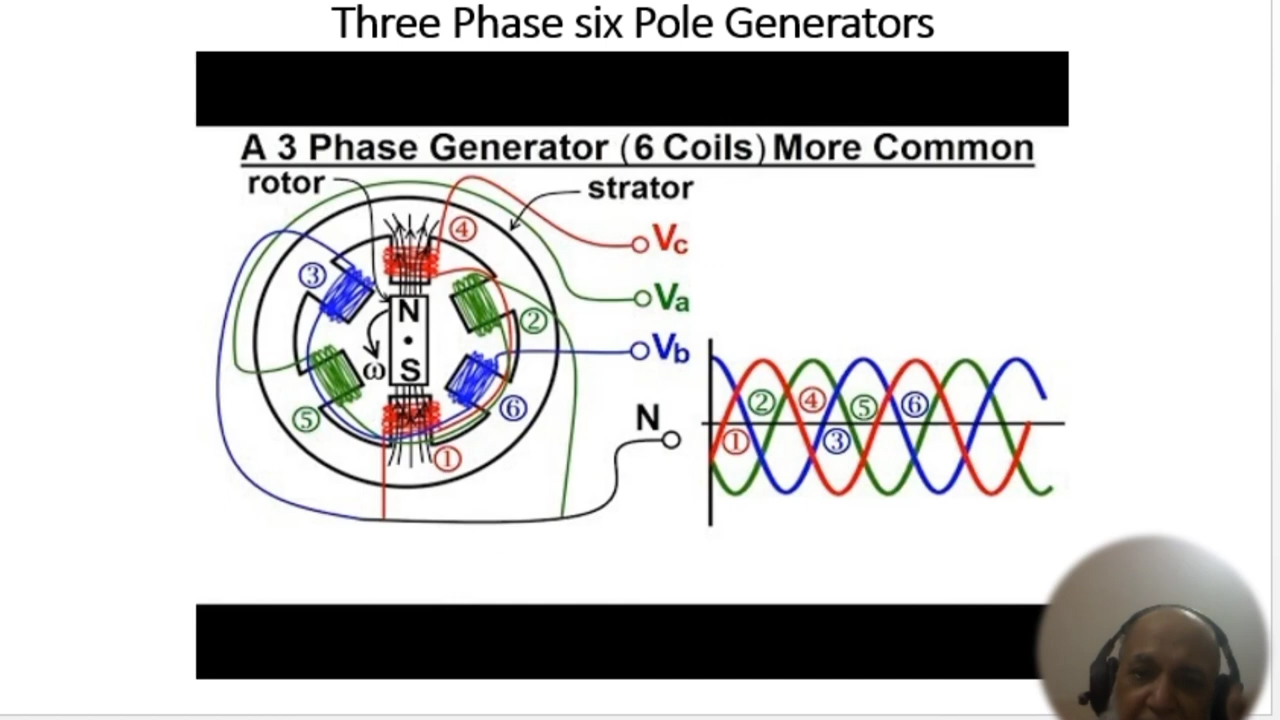 Three Phase six Pole Generators
A 3 Phase Generator (6 Coils) More Common
rotor
strator
④
Vc
③
N
Va
②
Vb
ω
S
⑤
⑥
N
①
②
④
⑤
⑥
①
③